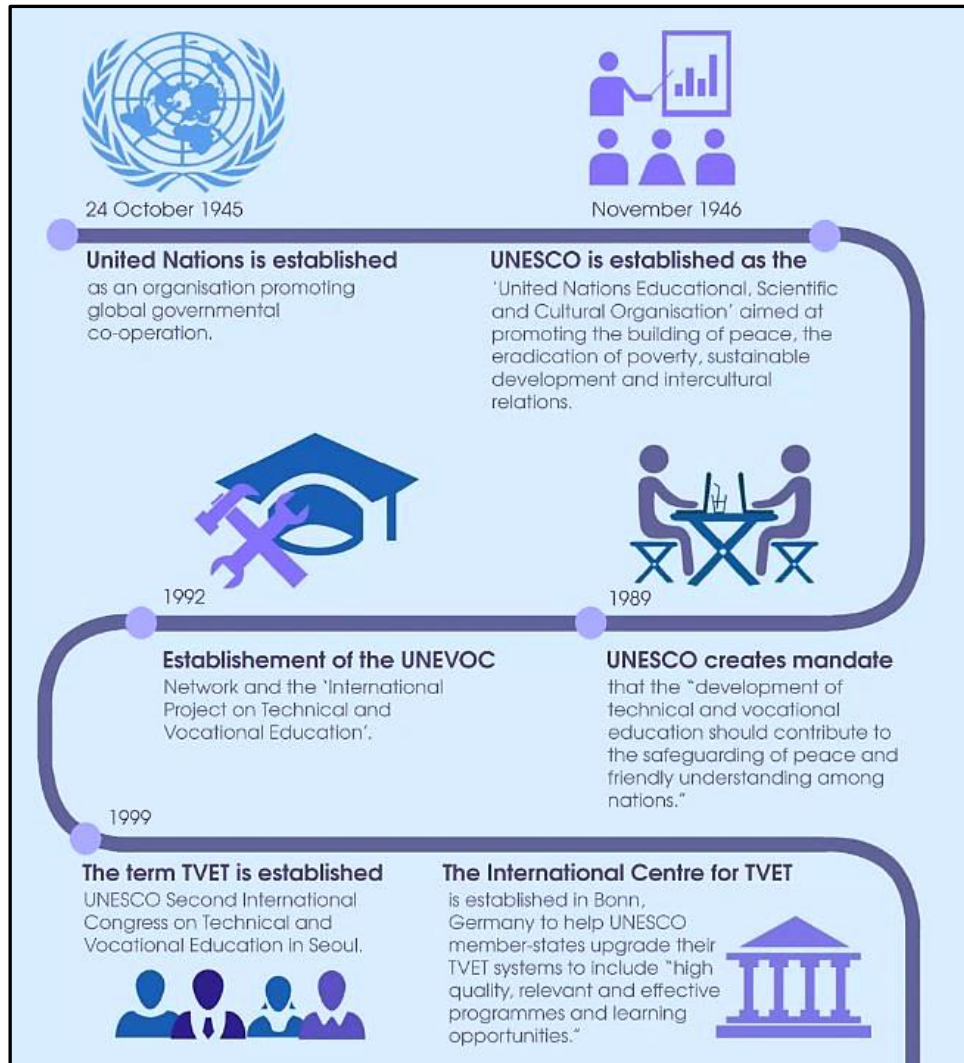 24 October 1945
United Nations is established
as an organisation promoting
global governmental
co-operation.
November 1946
UNESCO is established as the
'United Nations Educational, Scientific
and Cultural Organisation' aimed at
promoting the building of peace, the
eradication of poverty, sustainable
development and intercultural
relations.
1989
UNESCO creates mandate
that the "development of
technical and vocational
education should contribute to
the safeguarding of peace and
friendly understanding among
nations."
1992
Establishement of the UNEVOC
Network and the 'International
Project on Technical and
Vocational Education'.
1999
The term TVET is established
UNESCO Second International
Congress on Technical and
Vocational Education in Seoul.
The International Centre for TVET
is established in Bonn,
Germany to help UNESCO
member-states upgrade their
TVET systems to include "high
quality, relevant and effective
programmes and learning
opportunities."